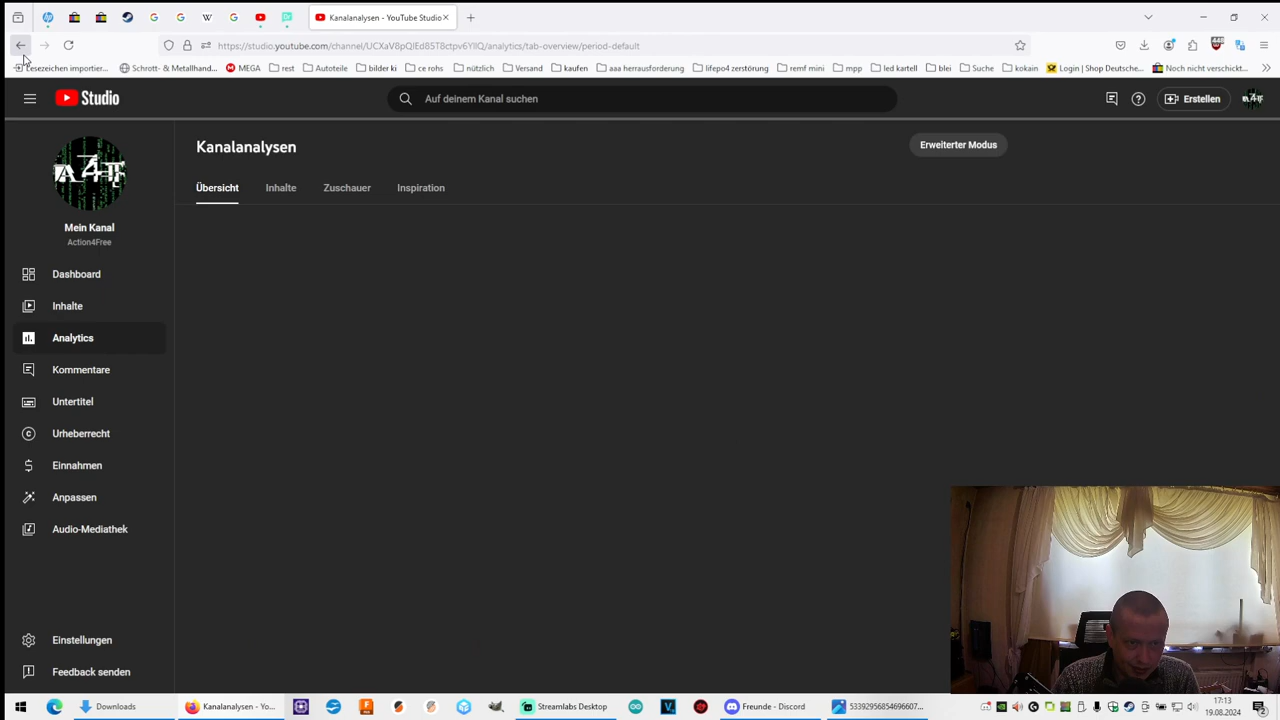 Kanalanalysen - YouTube Studio
https://studio.youtube.com/channel/UCXaV8pQIEd85T8ctpv6YIlQ/analytics/tab-overview/period-default
Lesezeichen importier... Schrott- & Metallhand... MEGA rest Autoteile bilder ki ce rohs nützlich Versand kaufen aaa herrausforderung lifepo4 zerstörung remf mini mpp led kartell blei Suche kokain Login | Shop Deutsche... Noch nicht verschickt...
Studio
Auf deinem Kanal suchen
Erstellen
A4T
Kanalanalysen
Erweiterter Modus
Übersicht Inhalte Zuschauer Inspiration
Mein Kanal
Action4Free
Dashboard
Inhalte
Analytics
Kommentare
Untertitel
Urheberrecht
Einnahmen
Anpassen
Audio-Mediathek
Einstellungen
Feedback senden
Downloads
Kanalanalysen - Yo...
Streamlabs Desktop
Freunde - Discord
53392956854696607...
17:13
19.08.2024